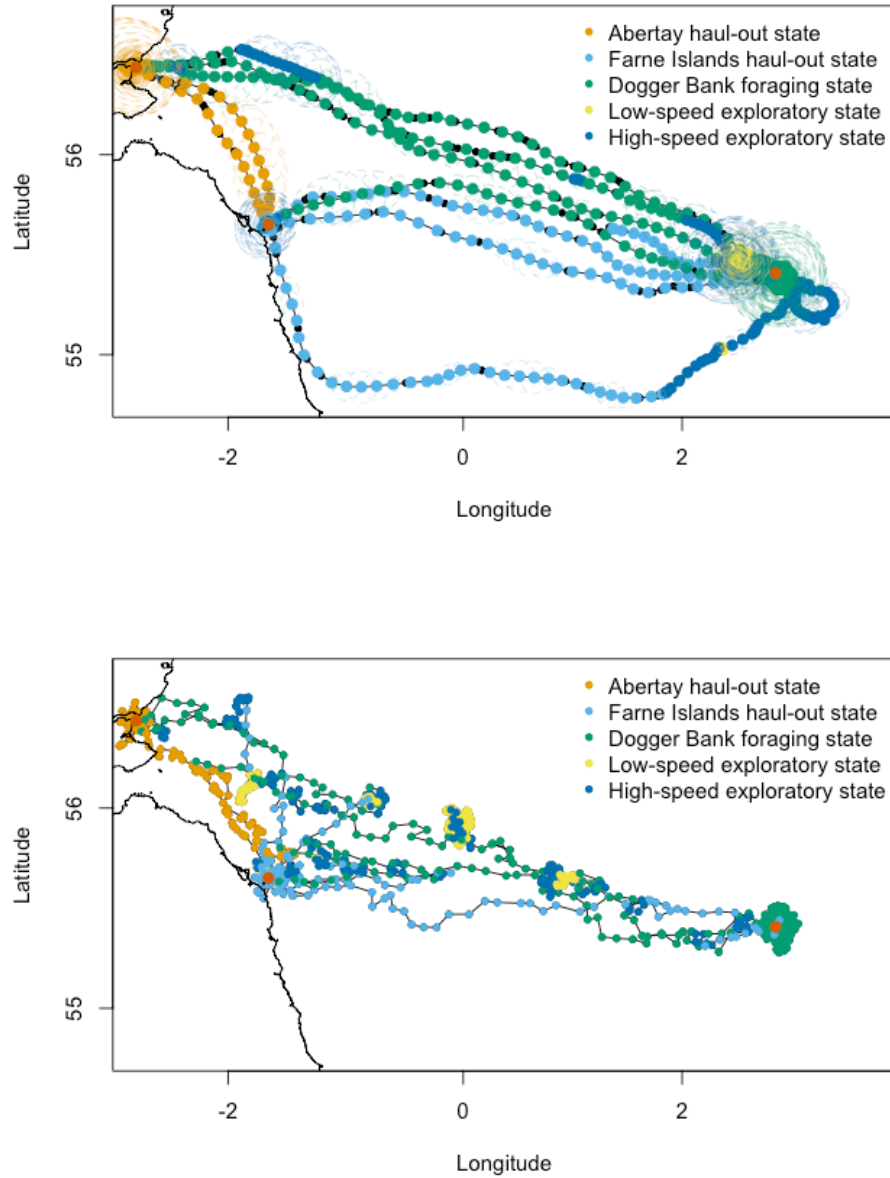 Abertay haul-out state
Farne Islands haul-out state
Dogger Bank foraging state
Low-speed exploratory state
High-speed exploratory state
56
55
Latitude
-2 0 2
Longitude
Abertay haul-out state
Farne Islands haul-out state
Dogger Bank foraging state
Low-speed exploratory state
High-speed exploratory state
56
55
Latitude
-2 0 2
Longitude